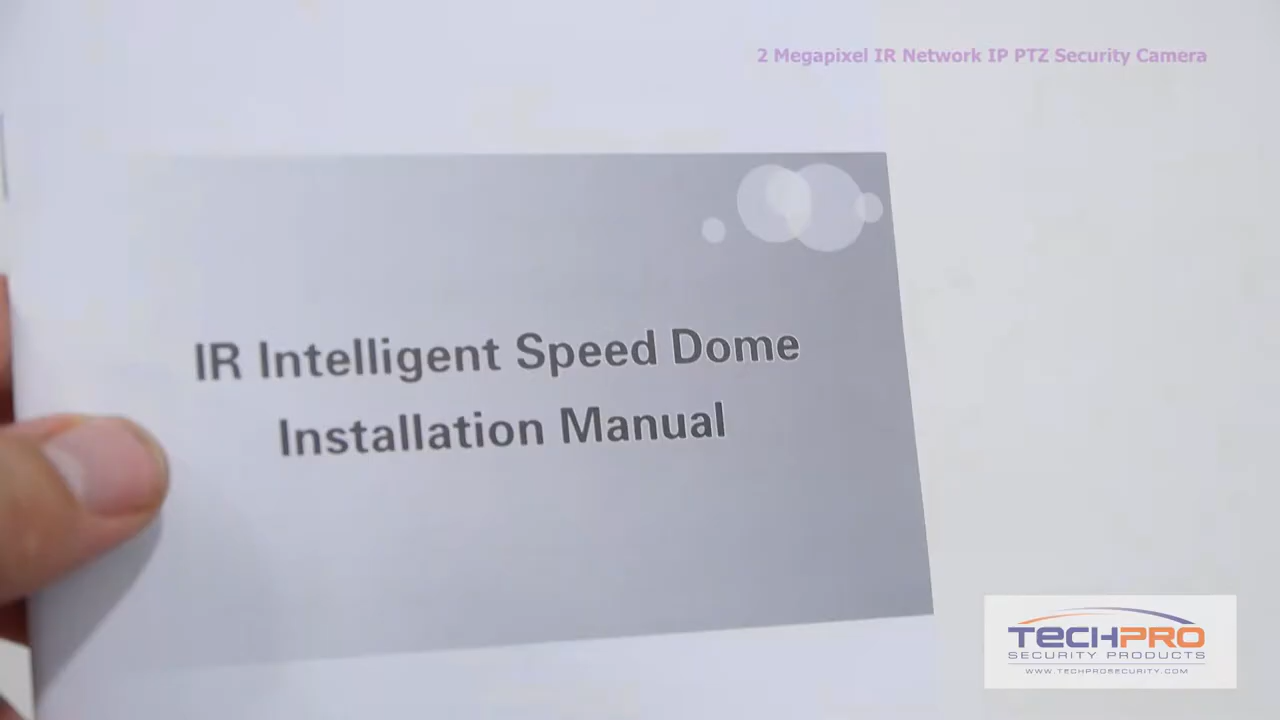 2 Megapixel IR Network IP PTZ Security Camera
IR Intelligent Speed Dome
Installation Manual
TECHPRO
SECURITY PRODUCTS
WWW.TECHPROSECURITY.COM